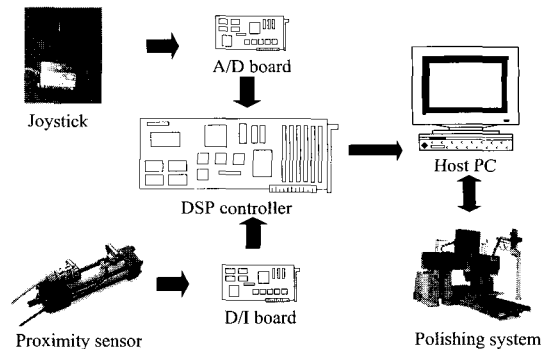 A/D board
Joystick
Host PC
DSP controller
D/I board
Proximity sensor
Polishing system